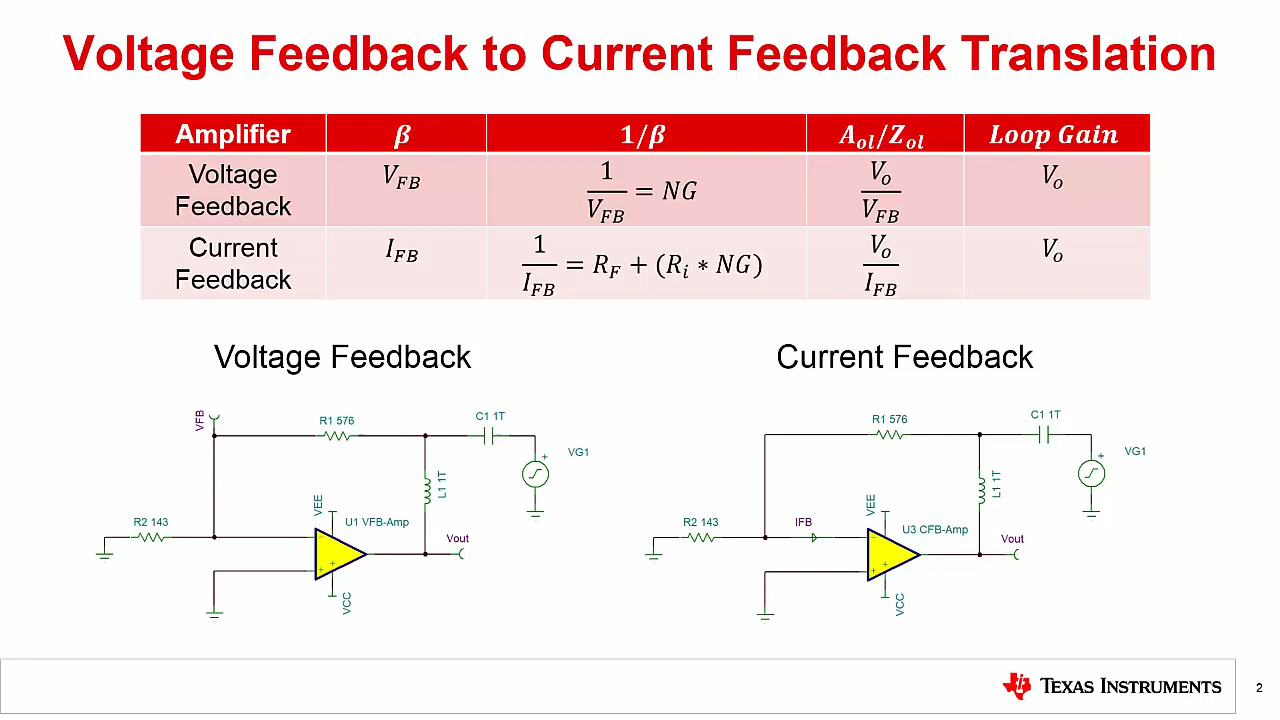 Voltage Feedback to Current Feedback Translation
Amplifier β 1/β A_ol/Z_ol Loop Gain
Voltage Feedback V_FB 1/V_FB = NG V_o/V_FB V_o
Current Feedback I_FB 1/I_FB = R_F + (R_i * NG) V_o/I_FB V_o
Voltage Feedback
Current Feedback
VFB
R1 576
C1 1T
VG1
+
L1 1T
R2 143
VEE
U1 VFB-Amp
Vout
−
+
+
VCC
R1 576
C1 1T
VG1
+
L1 1T
R2 143
IFB
VEE
U3 CFB-Amp
Vout
−
+
+
VCC
TEXAS INSTRUMENTS
2